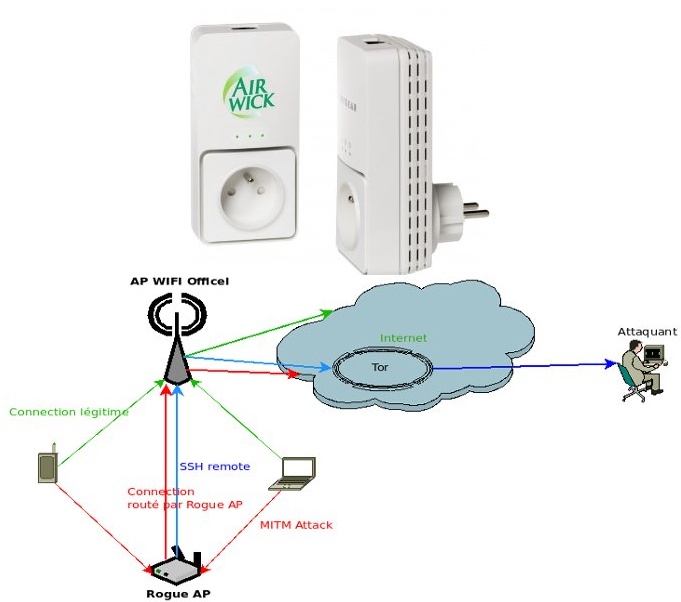 AIR
WICK
AP WIFI Officel
Internet
Tor
Attaquant
Connection légitime
SSH remote
Connection
routé par Rogue AP
MITM Attack
Rogue AP